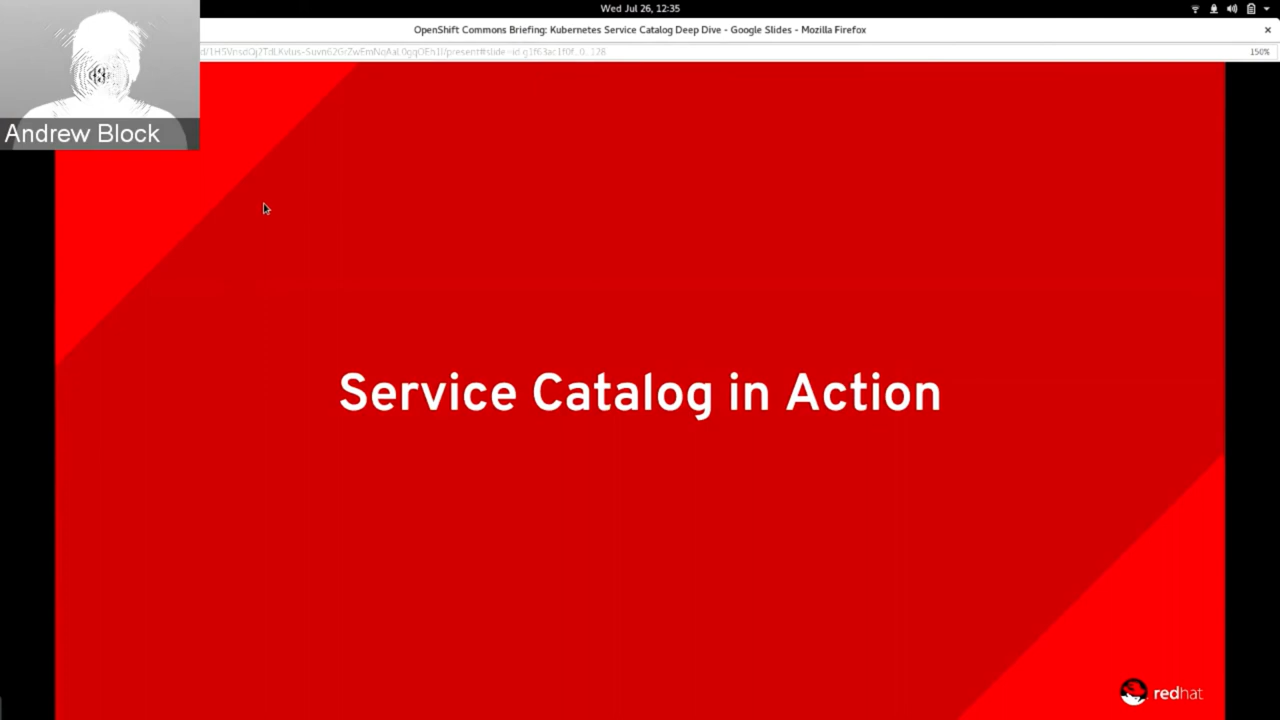 Wed Jul 26, 12:35
OpenShift Commons Briefing: Kubernetes Service Catalog Deep Dive - Google Slides - Mozilla Firefox
150%
Andrew Block
Service Catalog in Action
redhat